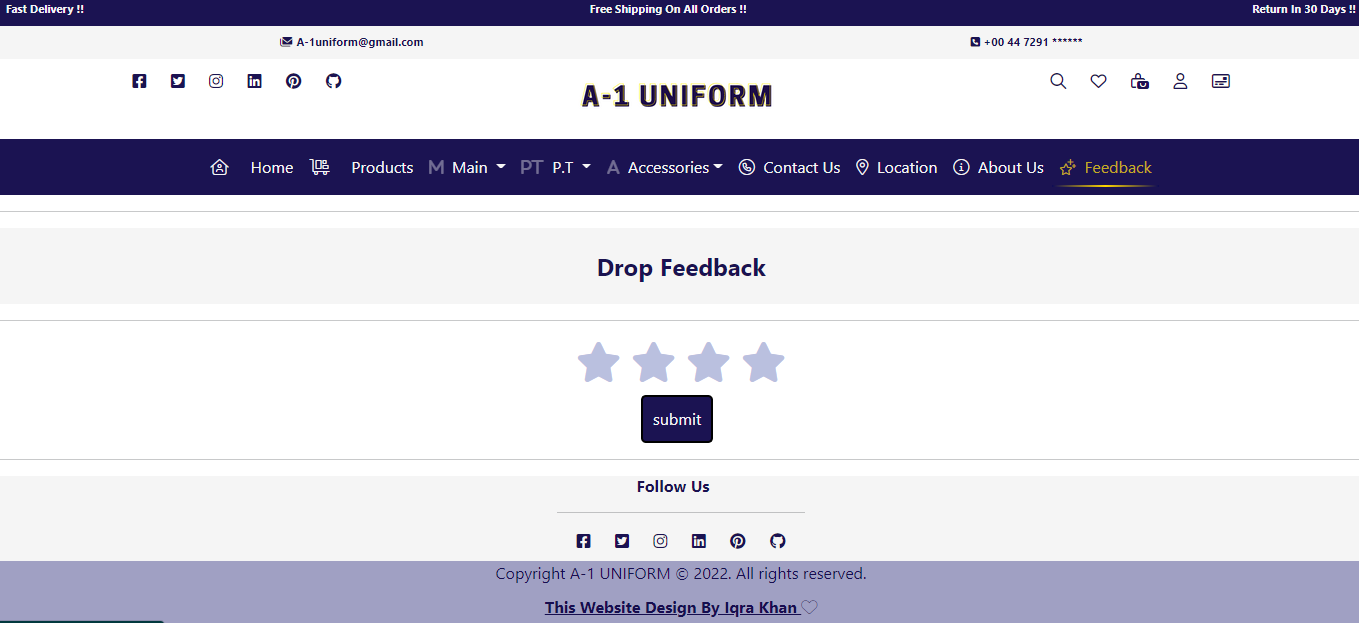 Fast Delivery !! Free Shipping On All Orders !! Return In 30 Days !!
A-1uniform@gmail.com +00 44 7291 ******
A-1 UNIFORM
Home Products M Main PT P.T A Accessories Contact Us Location About Us Feedback
Drop Feedback
submit
Follow Us
Copyright A-1 UNIFORM © 2022. All rights reserved.
This Website Design By Iqra Khan